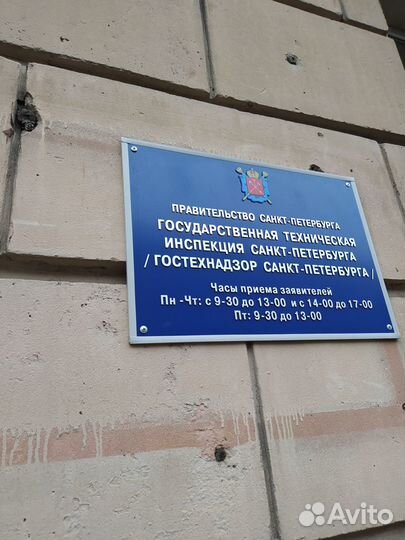 ПРАВИТЕЛЬСТВО САНКТ-ПЕТЕРБУРГА
ГОСУДАРСТВЕННАЯ ТЕХНИЧЕСКАЯ
ИНСПЕКЦИЯ САНКТ-ПЕТЕРБУРГА
/ ГОСТЕХНАДЗОР САНКТ-ПЕТЕРБУРГА /
Часы приема заявителей
Пн -Чт: с 9-30 до 13-00 и с 14-00 до 17-00
Пт: 9-30 до 13-00
Avito